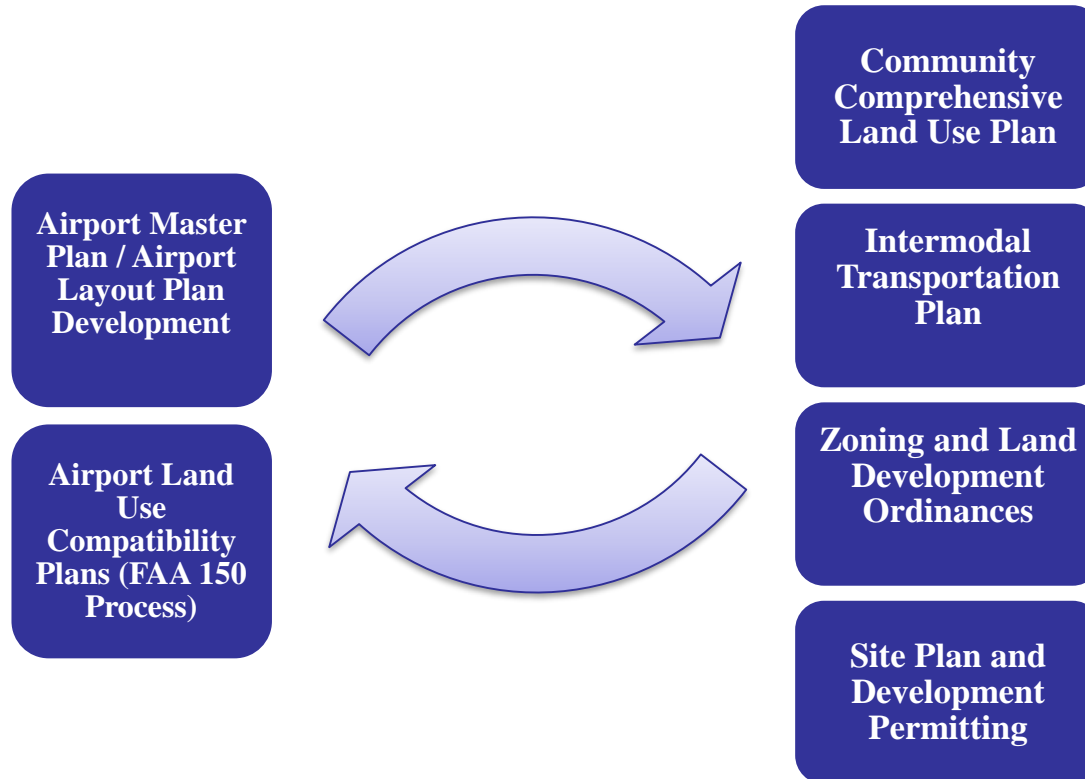 Airport Master
Plan / Airport
Layout Plan
Development
Airport Land
Use
Compatibility
Plans (FAA 150
Process)
Community
Comprehensive
Land Use Plan
Intermodal
Transportation
Plan
Zoning and Land
Development
Ordinances
Site Plan and
Development
Permitting